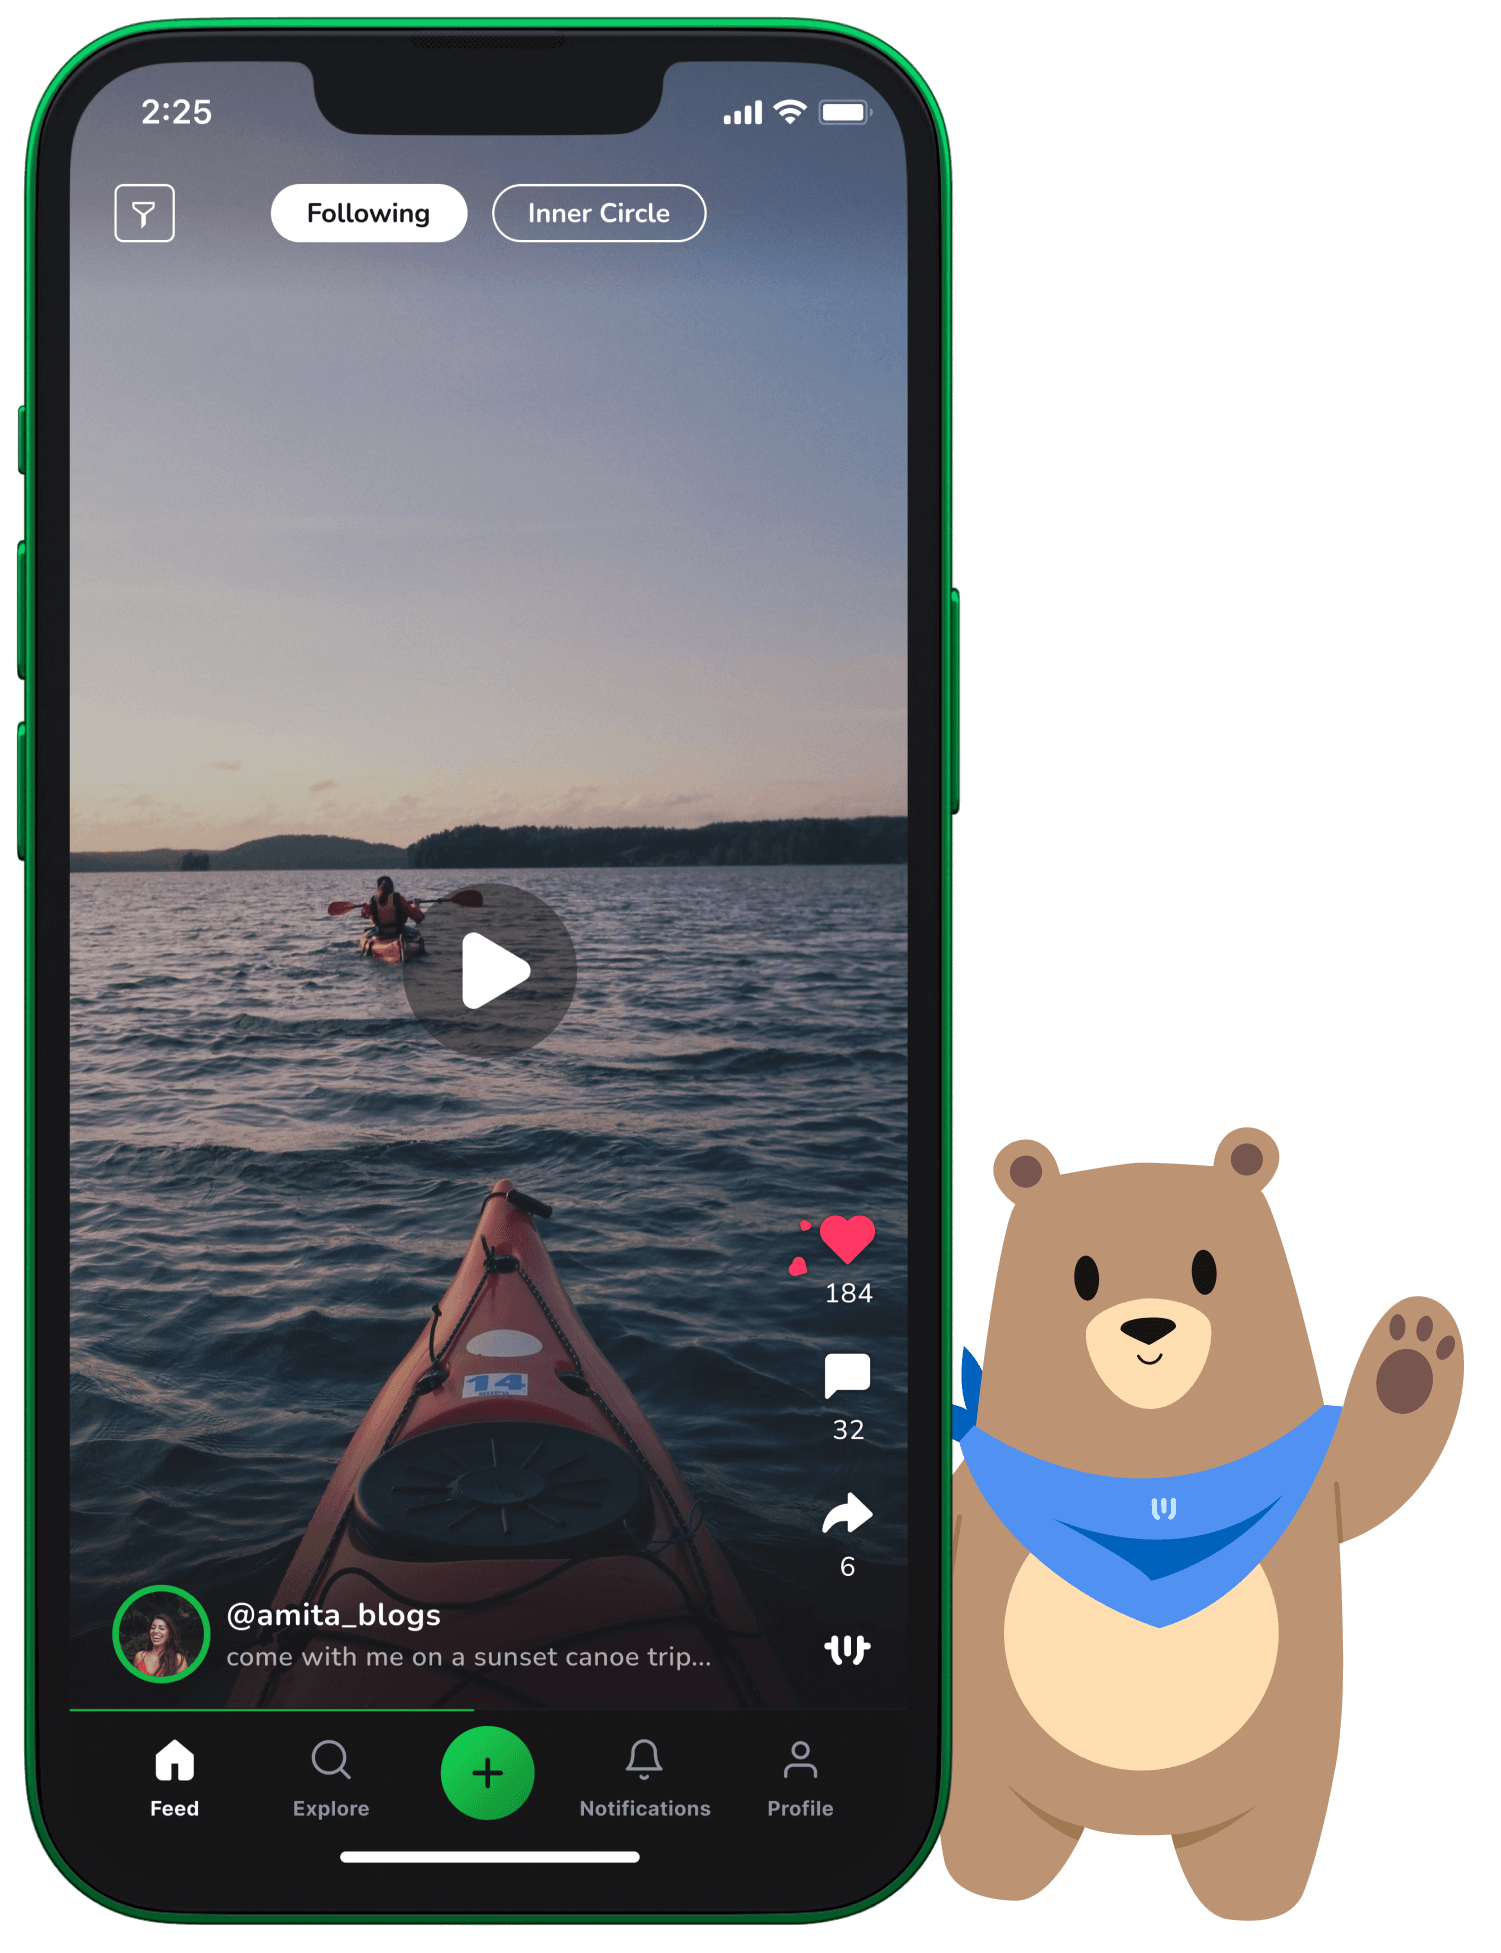 2:25
Following
Inner Circle
14
184
32
6
@amita_blogs
come with me on a sunset canoe trip...
Feed
Explore
Notifications
Profile